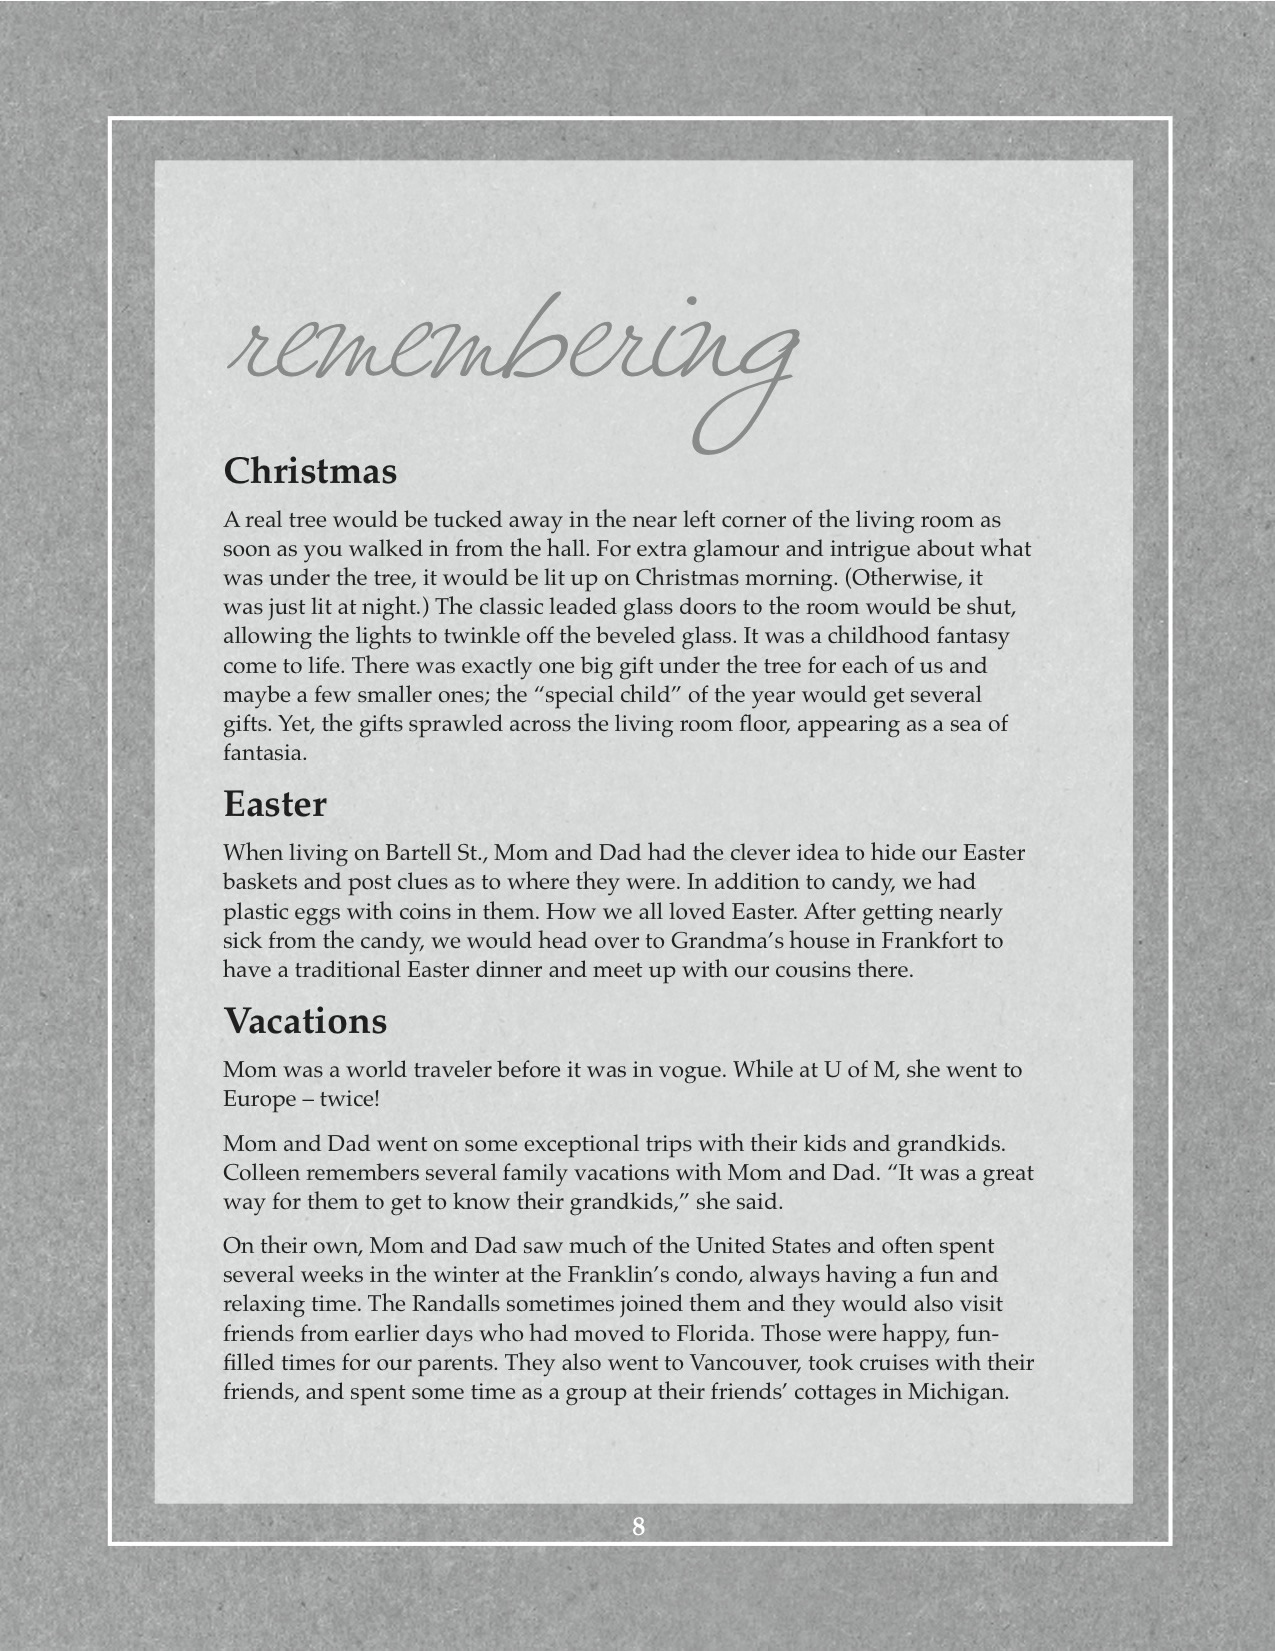 remembering
Christmas
A real tree would be tucked away in the near left corner of the living room as
soon as you walked in from the hall. For extra glamour and intrigue about what
was under the tree, it would be lit up on Christmas morning. (Otherwise, it
was just lit at night.) The classic leaded glass doors to the room would be shut,
allowing the lights to twinkle off the beveled glass. It was a childhood fantasy
come to life. There was exactly one big gift under the tree for each of us and
maybe a few smaller ones; the “special child” of the year would get several
gifts. Yet, the gifts sprawled across the living room floor, appearing as a sea of
fantasia.
Easter
When living on Bartell St., Mom and Dad had the clever idea to hide our Easter
baskets and post clues as to where they were. In addition to candy, we had
plastic eggs with coins in them. How we all loved Easter. After getting nearly
sick from the candy, we would head over to Grandma’s house in Frankfort to
have a traditional Easter dinner and meet up with our cousins there.
Vacations
Mom was a world traveler before it was in vogue. While at U of M, she went to
Europe – twice!
Mom and Dad went on some exceptional trips with their kids and grandkids.
Colleen remembers several family vacations with Mom and Dad. “It was a great
way for them to get to know their grandkids,” she said.
On their own, Mom and Dad saw much of the United States and often spent
several weeks in the winter at the Franklin’s condo, always having a fun and
relaxing time. The Randalls sometimes joined them and they would also visit
friends from earlier days who had moved to Florida. Those were happy, fun-
filled times for our parents. They also went to Vancouver, took cruises with their
friends, and spent some time as a group at their friends’ cottages in Michigan.
8